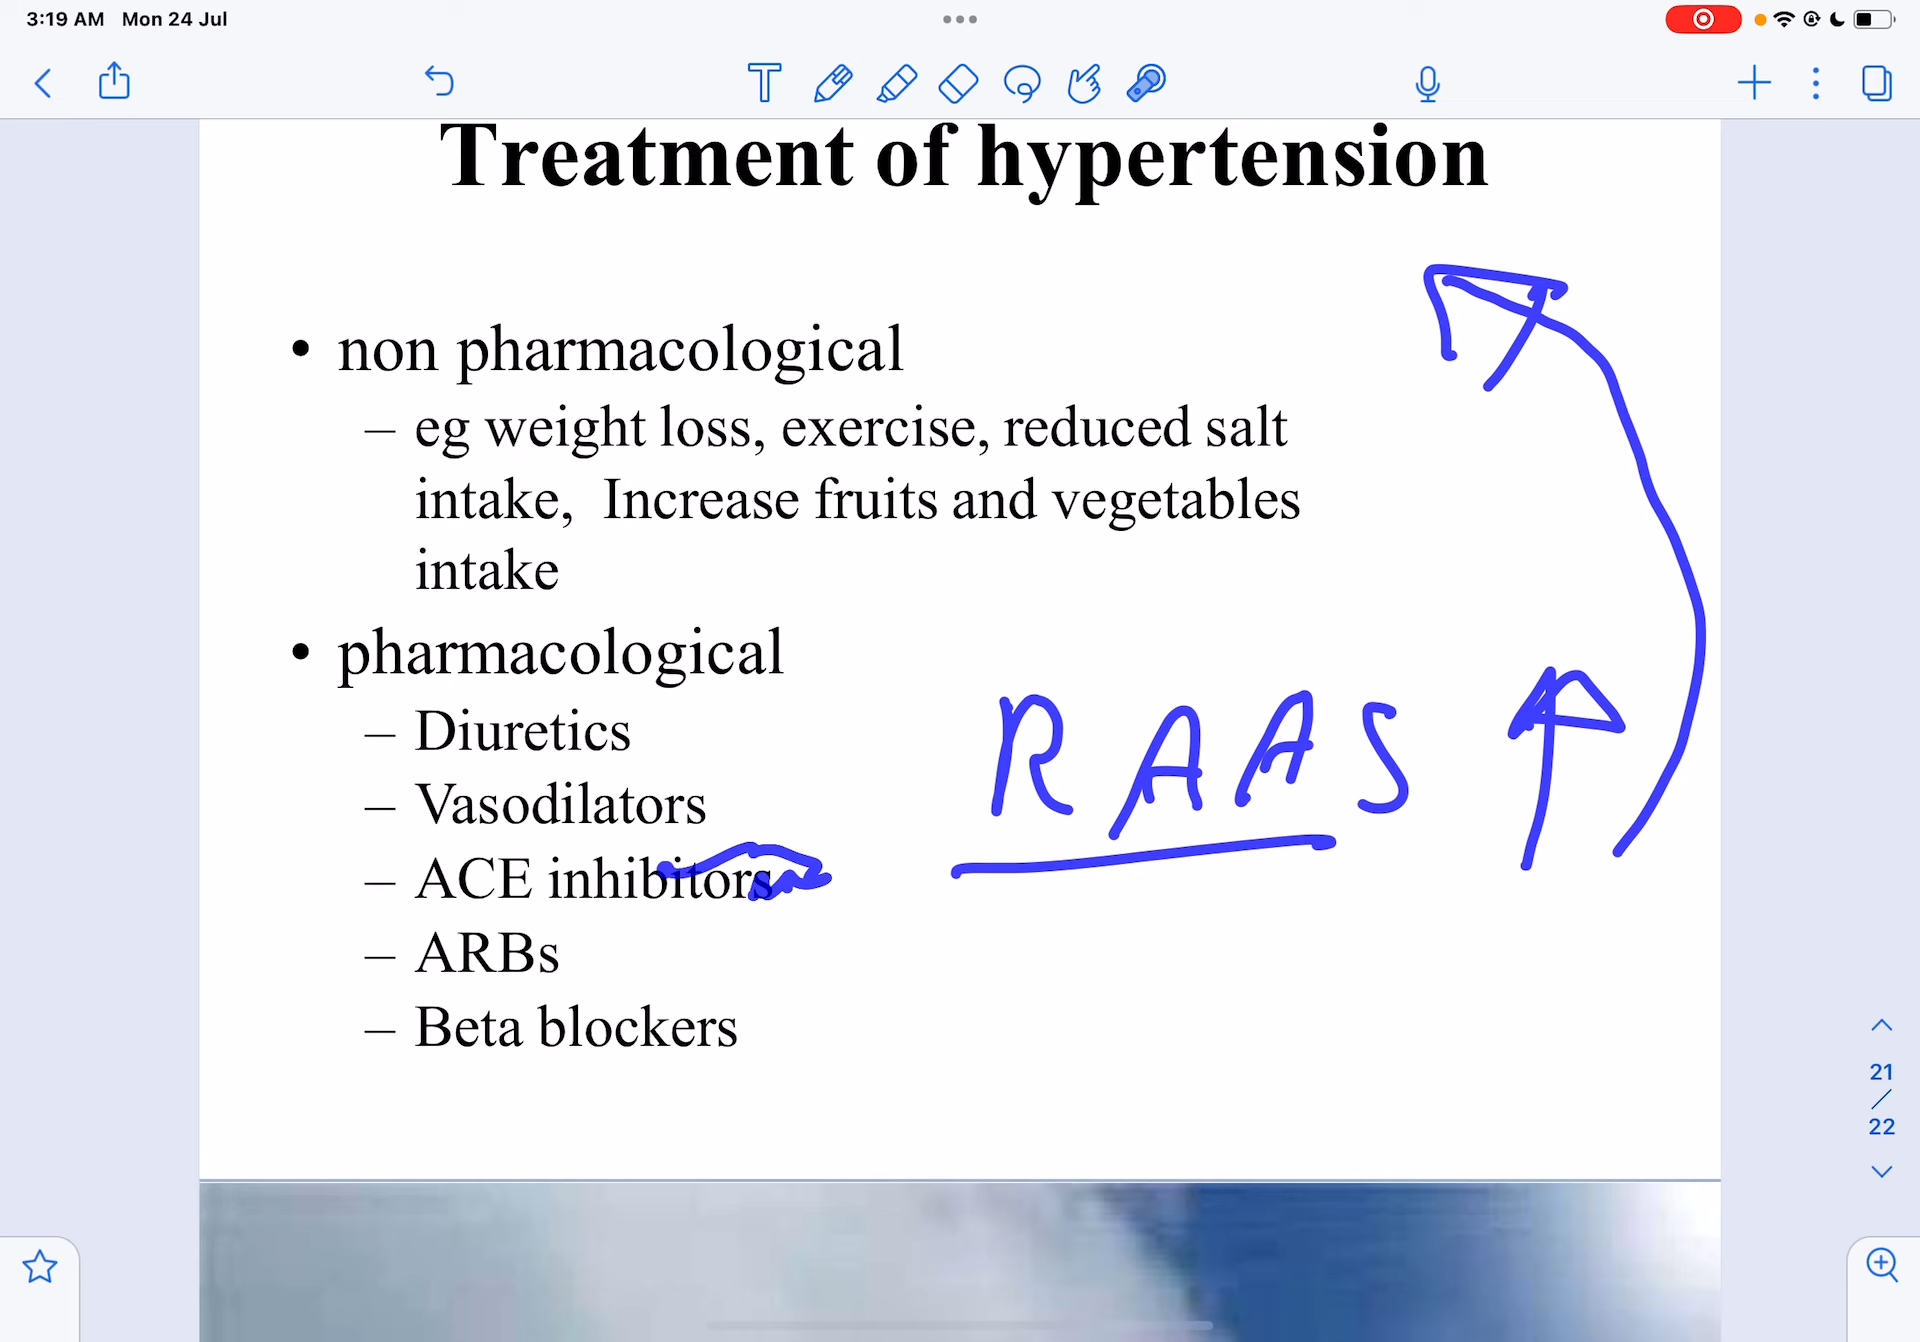 3:19 AM Mon 24 Jul
Treatment of hypertension
• non pharmacological
– eg weight loss, exercise, reduced salt
intake, Increase fruits and vegetables
intake
• pharmacological
– Diuretics
– Vasodilators
– ACE inhibitors
– ARBs
– Beta blockers
RAAS
21
/
22